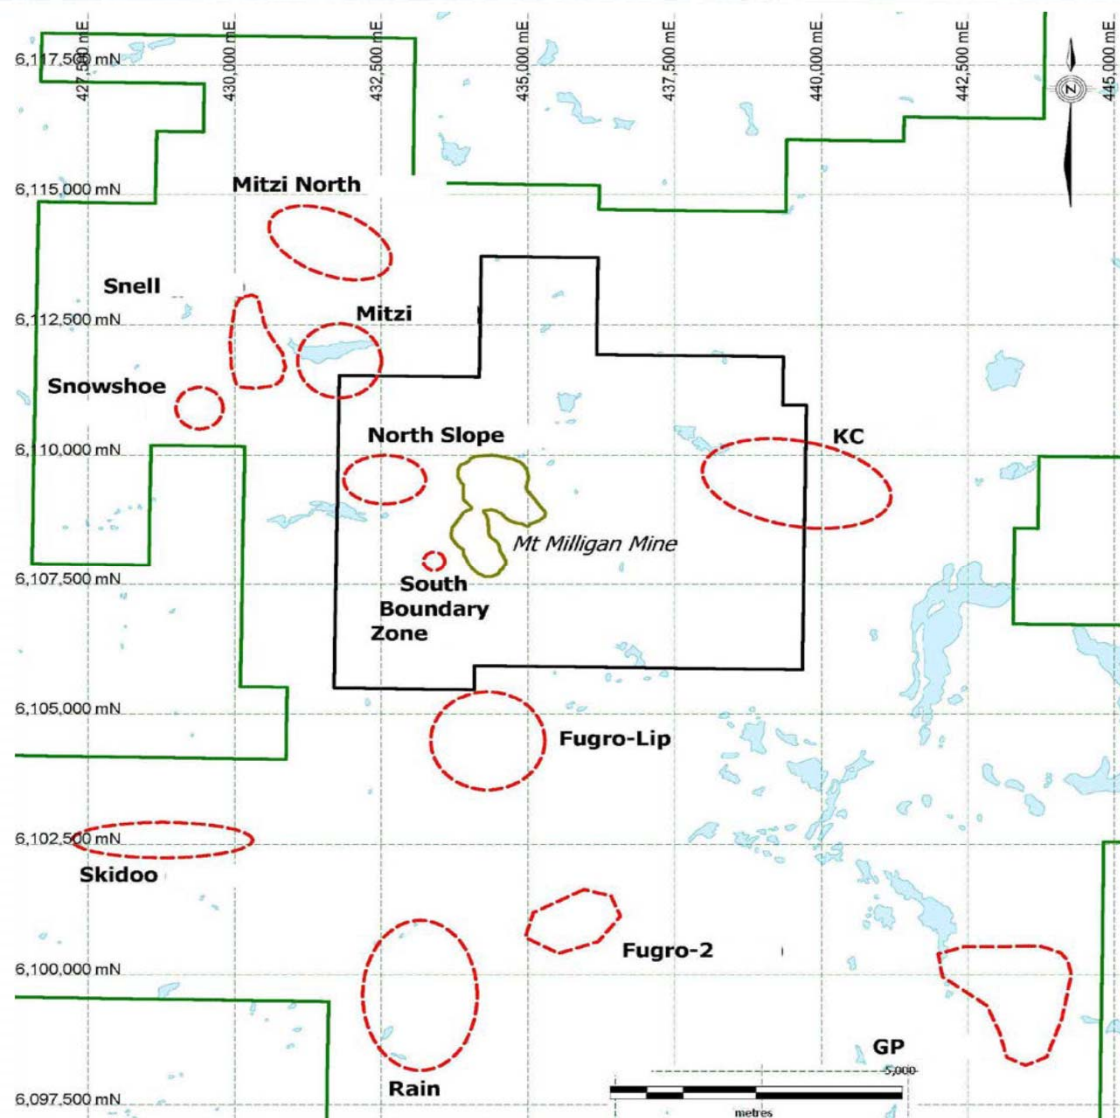 427,500 mE
430,000 mE
432,500 mE
435,000 mE
437,500 mE
440,000 mE
442,500 mE
445,000 mE
6,117,500 mN
N
6,115,000 mN
Mitzi North
Snell
6,112,500 mN
Mitzi
Snowshoe
North Slope
KC
6,110,000 mN
Mt Milligan Mine
6,107,500 mN
South
Boundary
Zone
6,105,000 mN
Fugro-Lip
6,102,500 mN
Skidoo
Fugro-2
6,100,000 mN
GP
5,000
Rain
6,097,500 mN
metres